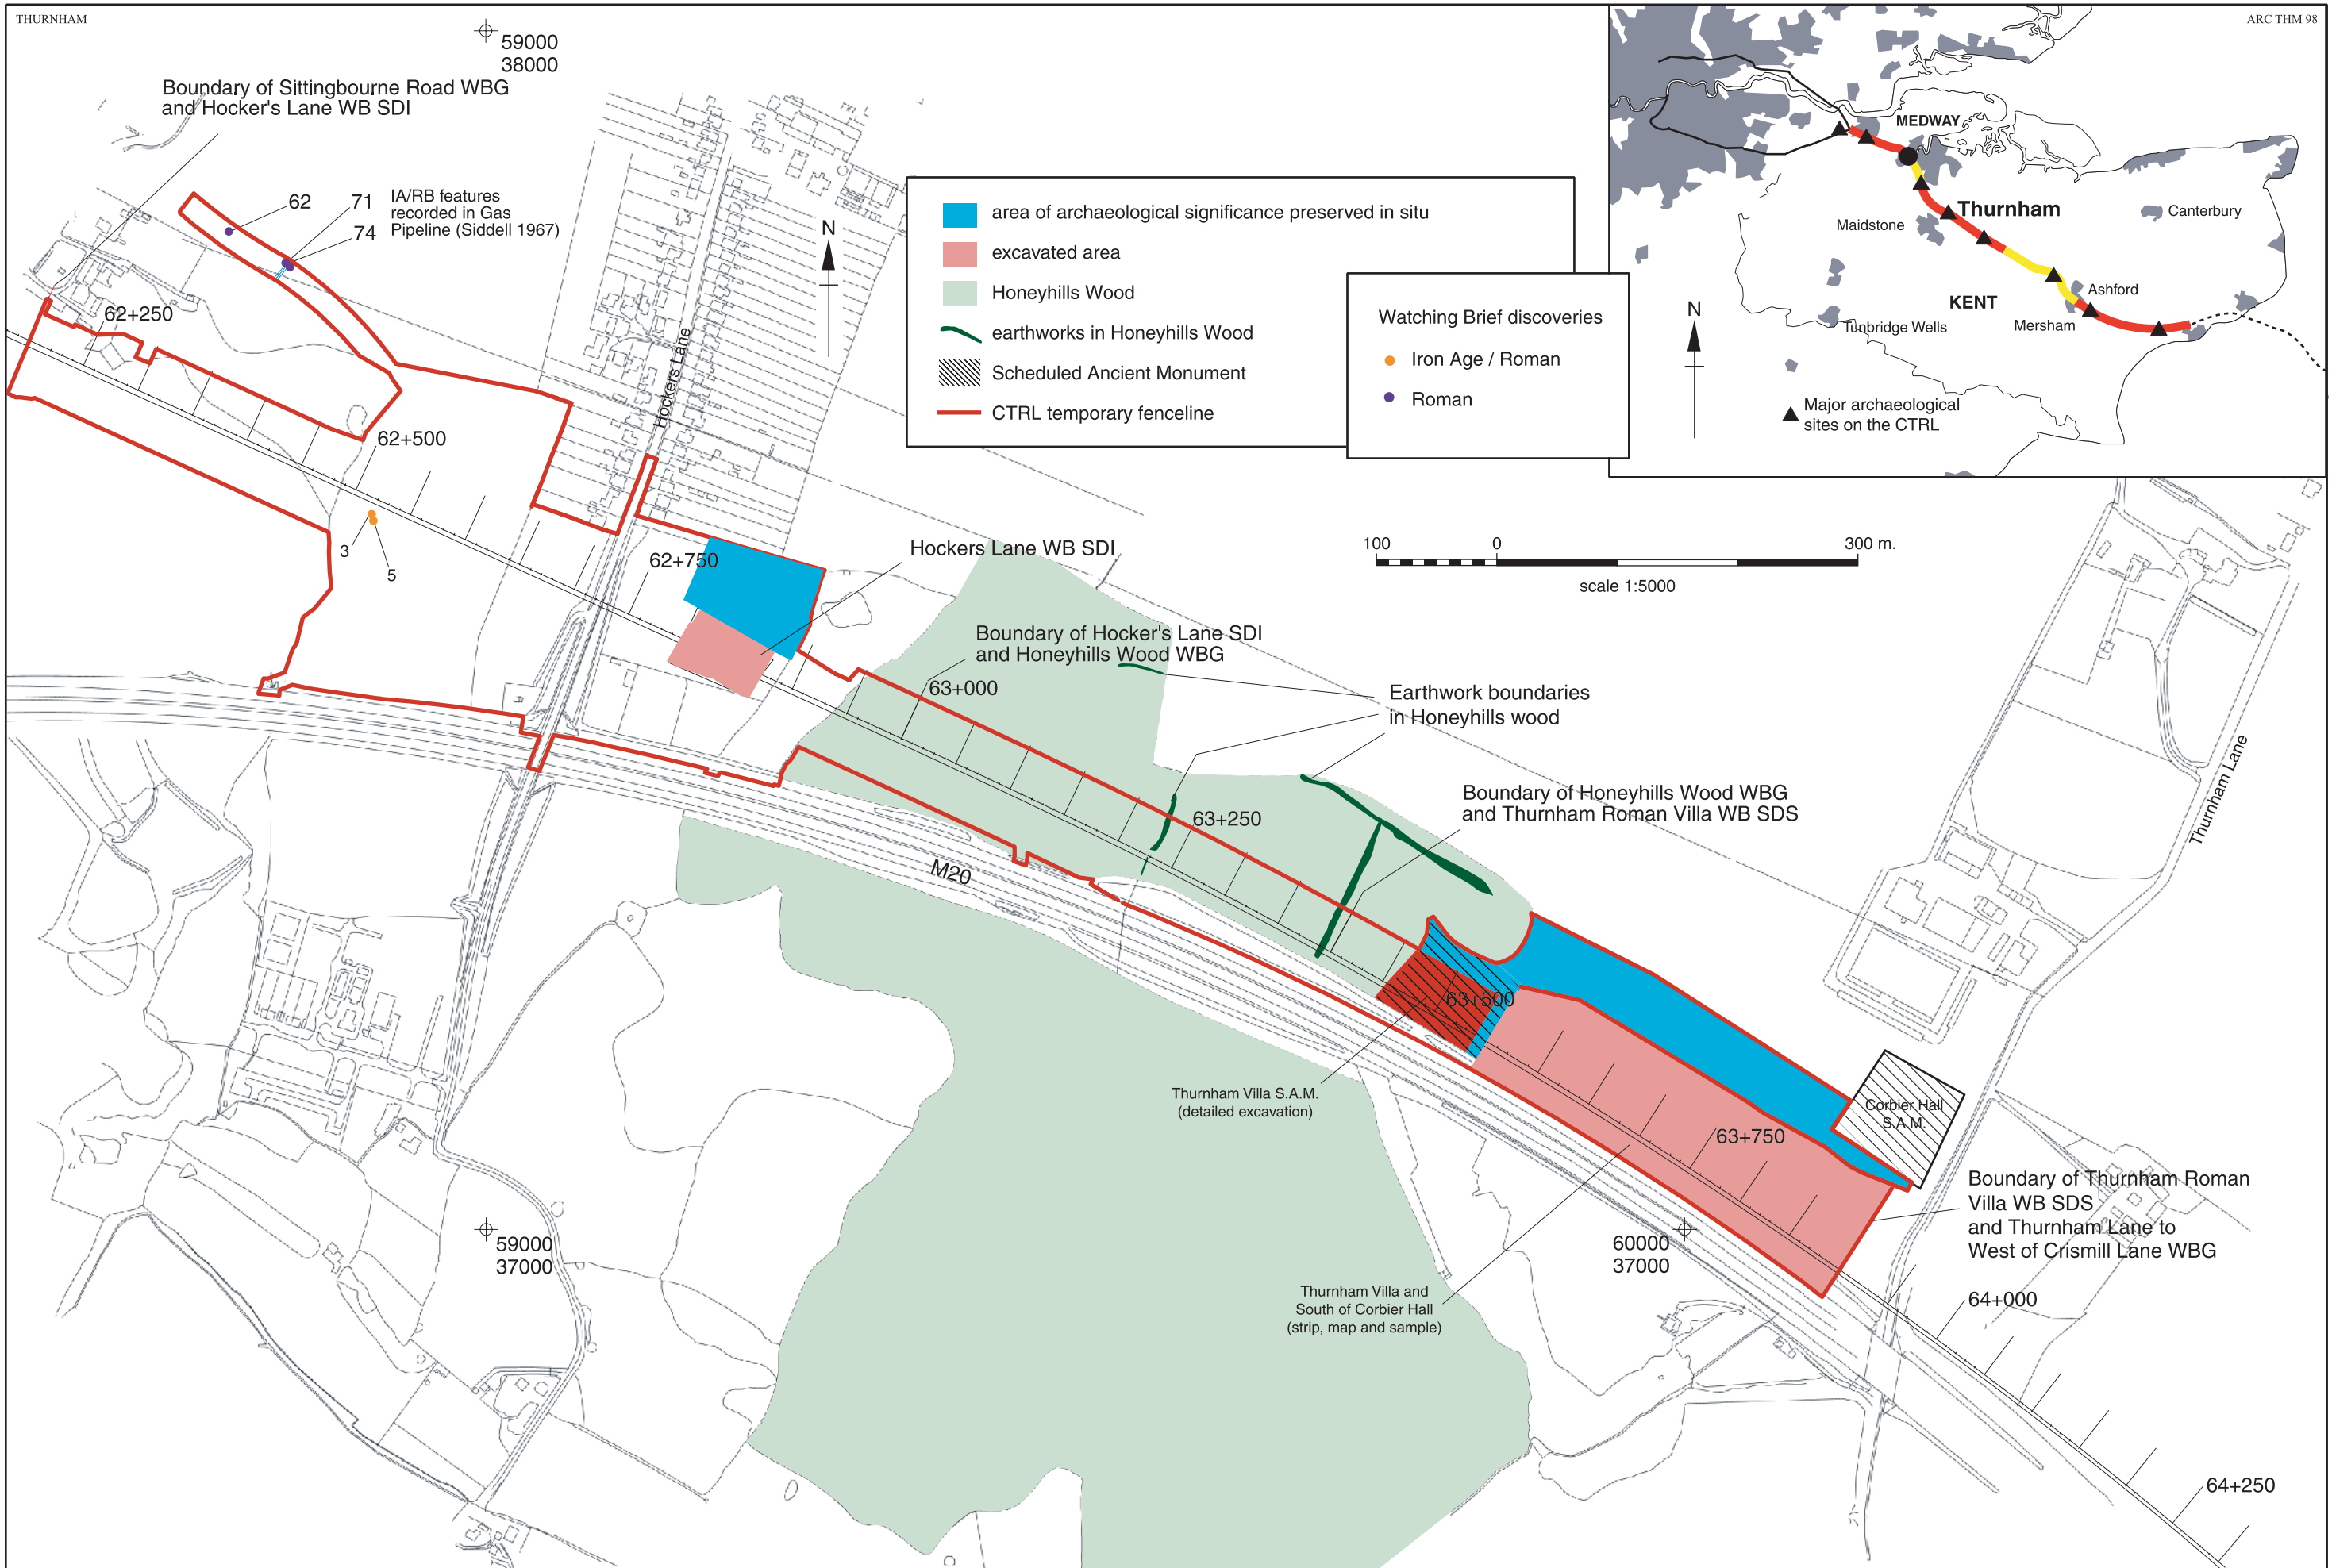 THURNHAM
ARC THM 98
59000
38000
Boundary of Sittingbourne Road WBG
and Hocker's Lane WB SDI
62
71
74
IA/RB features
recorded in Gas
Pipeline (Siddell 1967)
62+250
62+500
3
5
Hockers Lane
N
area of archaeological significance preserved in situ
excavated area
Honeyhills Wood
earthworks in Honeyhills Wood
Scheduled Ancient Monument
CTRL temporary fenceline
Watching Brief discoveries
Iron Age / Roman
Roman
MEDWAY
Thurnham
Maidstone
Canterbury
KENT
Ashford
Tunbridge Wells
Mersham
N
Major archaeological
sites on the CTRL
100
0
300 m.
scale 1:5000
62+750
Hockers Lane WB SDI
Boundary of Hocker's Lane SDI
and Honeyhills Wood WBG
63+000
Earthwork boundaries
in Honeyhills wood
63+250
Boundary of Honeyhills Wood WBG
and Thurnham Roman Villa WB SDS
M20
Thurnham Lane
63+500
Thurnham Villa S.A.M.
(detailed excavation)
Corbier Hall
S.A.M.
63+750
Boundary of Thurnham Roman
Villa WB SDS
and Thurnham Lane to
West of Crismill Lane WBG
59000
37000
60000
37000
Thurnham Villa and
South of Corbier Hall
(strip, map and sample)
64+000
64+250